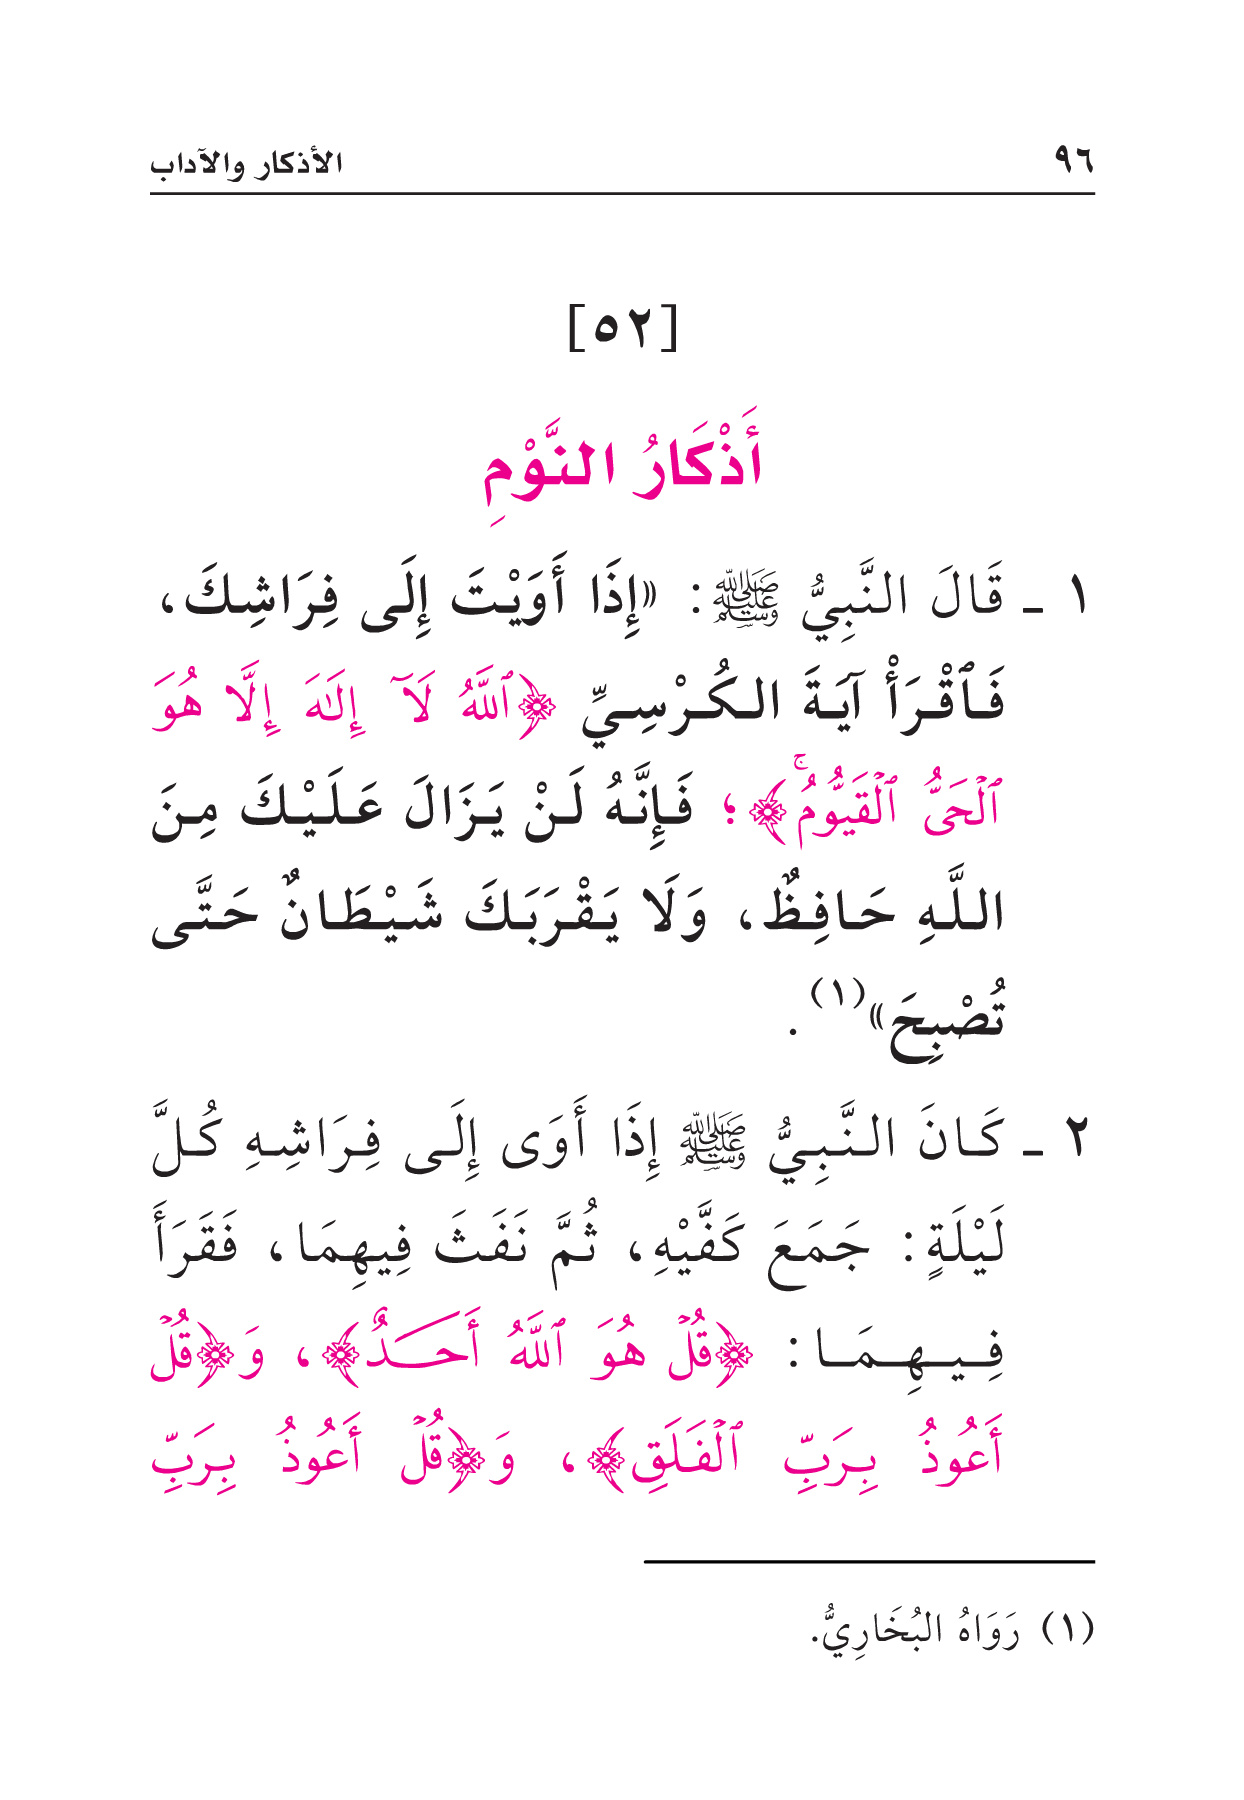 ٩٦ الأذكار والآداب
[٥٢]
أَذْكَارُ النَّوْمِ
١ ـ قَالَ النَّبِيُّ ﷺ: «إِذَا أَوَيْتَ إِلَى فِرَاشِكَ،
فَٱقْرَأْ آيَةَ الكُرْسِيِّ ﴿ٱللَّهُ لَآ إِلَٰهَ إِلَّا هُوَ
ٱلْحَىُّ ٱلْقَيُّومُۚ﴾؛ فَإِنَّهُ لَنْ يَزَالَ عَلَيْكَ مِنَ
اللَّهِ حَافِظٌ، وَلَا يَقْرَبَكَ شَيْطَانٌ حَتَّى
تُصْبِحَ»(١).
٢ ـ كَانَ النَّبِيُّ ﷺ إِذَا أَوَى إِلَى فِرَاشِهِ كُلَّ
لَيْلَةٍ: جَمَعَ كَفَّيْهِ، ثُمَّ نَفَثَ فِيهِمَا، فَقَرَأَ
فِيهِمَا: ﴿قُلْ هُوَ ٱللَّهُ أَحَدٌ﴾، وَ﴿قُلْ
أَعُوذُ بِرَبِّ ٱلْفَلَقِ﴾، وَ﴿قُلْ أَعُوذُ بِرَبِّ
(١) رَوَاهُ البُخَارِيُّ.